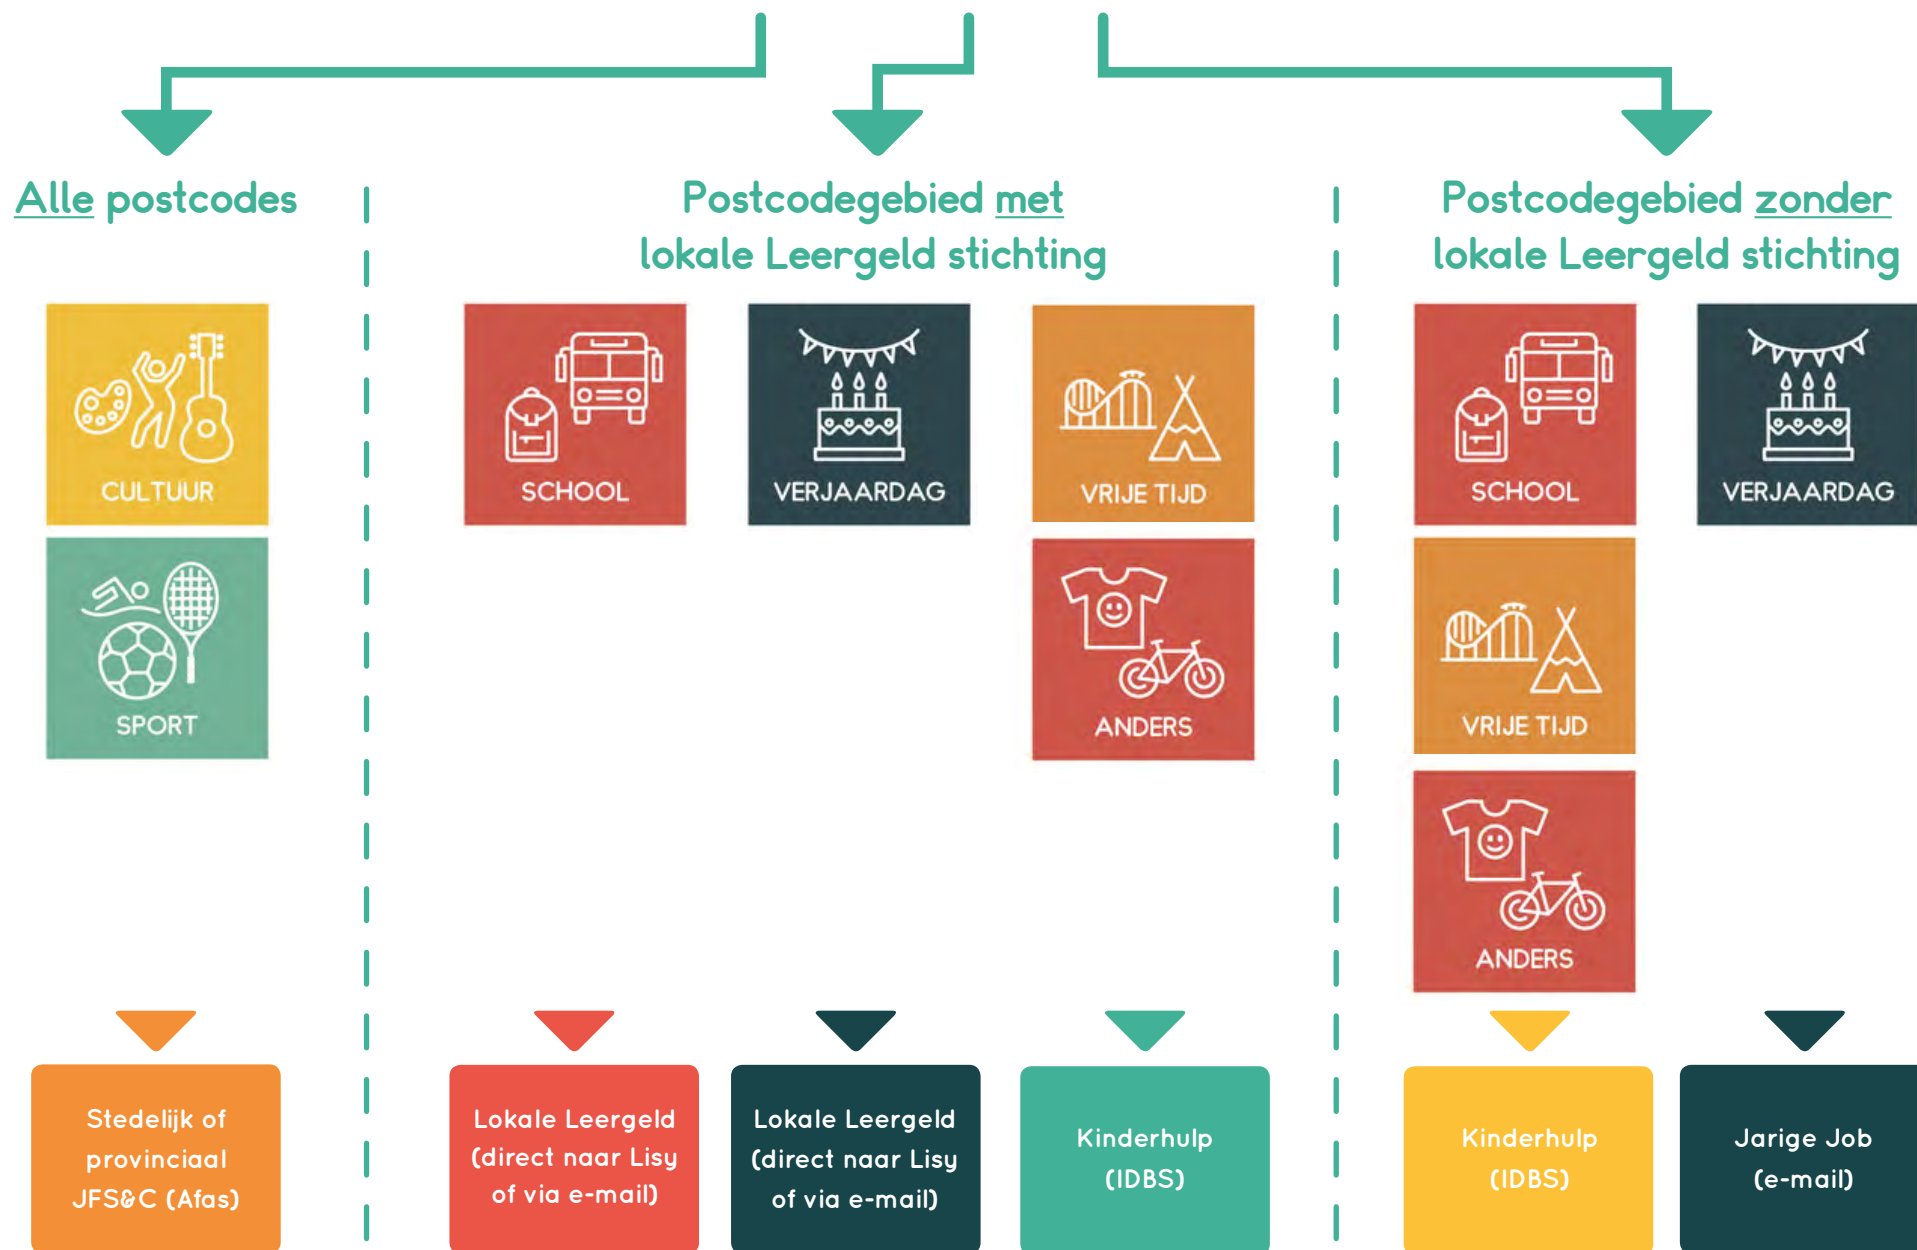 Alle postcodes
CULTUUR
SPORT
Stedelijk of
provinciaal
JFS&C (Afas)
Postcodegebied met
lokale Leergeld stichting
SCHOOL
VERJAARDAG
VRIJE TIJD
ANDERS
Lokale Leergeld
(direct naar Lisy
of via e-mail)
Lokale Leergeld
(direct naar Lisy
of via e-mail)
Kinderhulp
(IDBS)
Postcodegebied zonder
lokale Leergeld stichting
SCHOOL
VERJAARDAG
VRIJE TIJD
ANDERS
Kinderhulp
(IDBS)
Jarige Job
(e-mail)